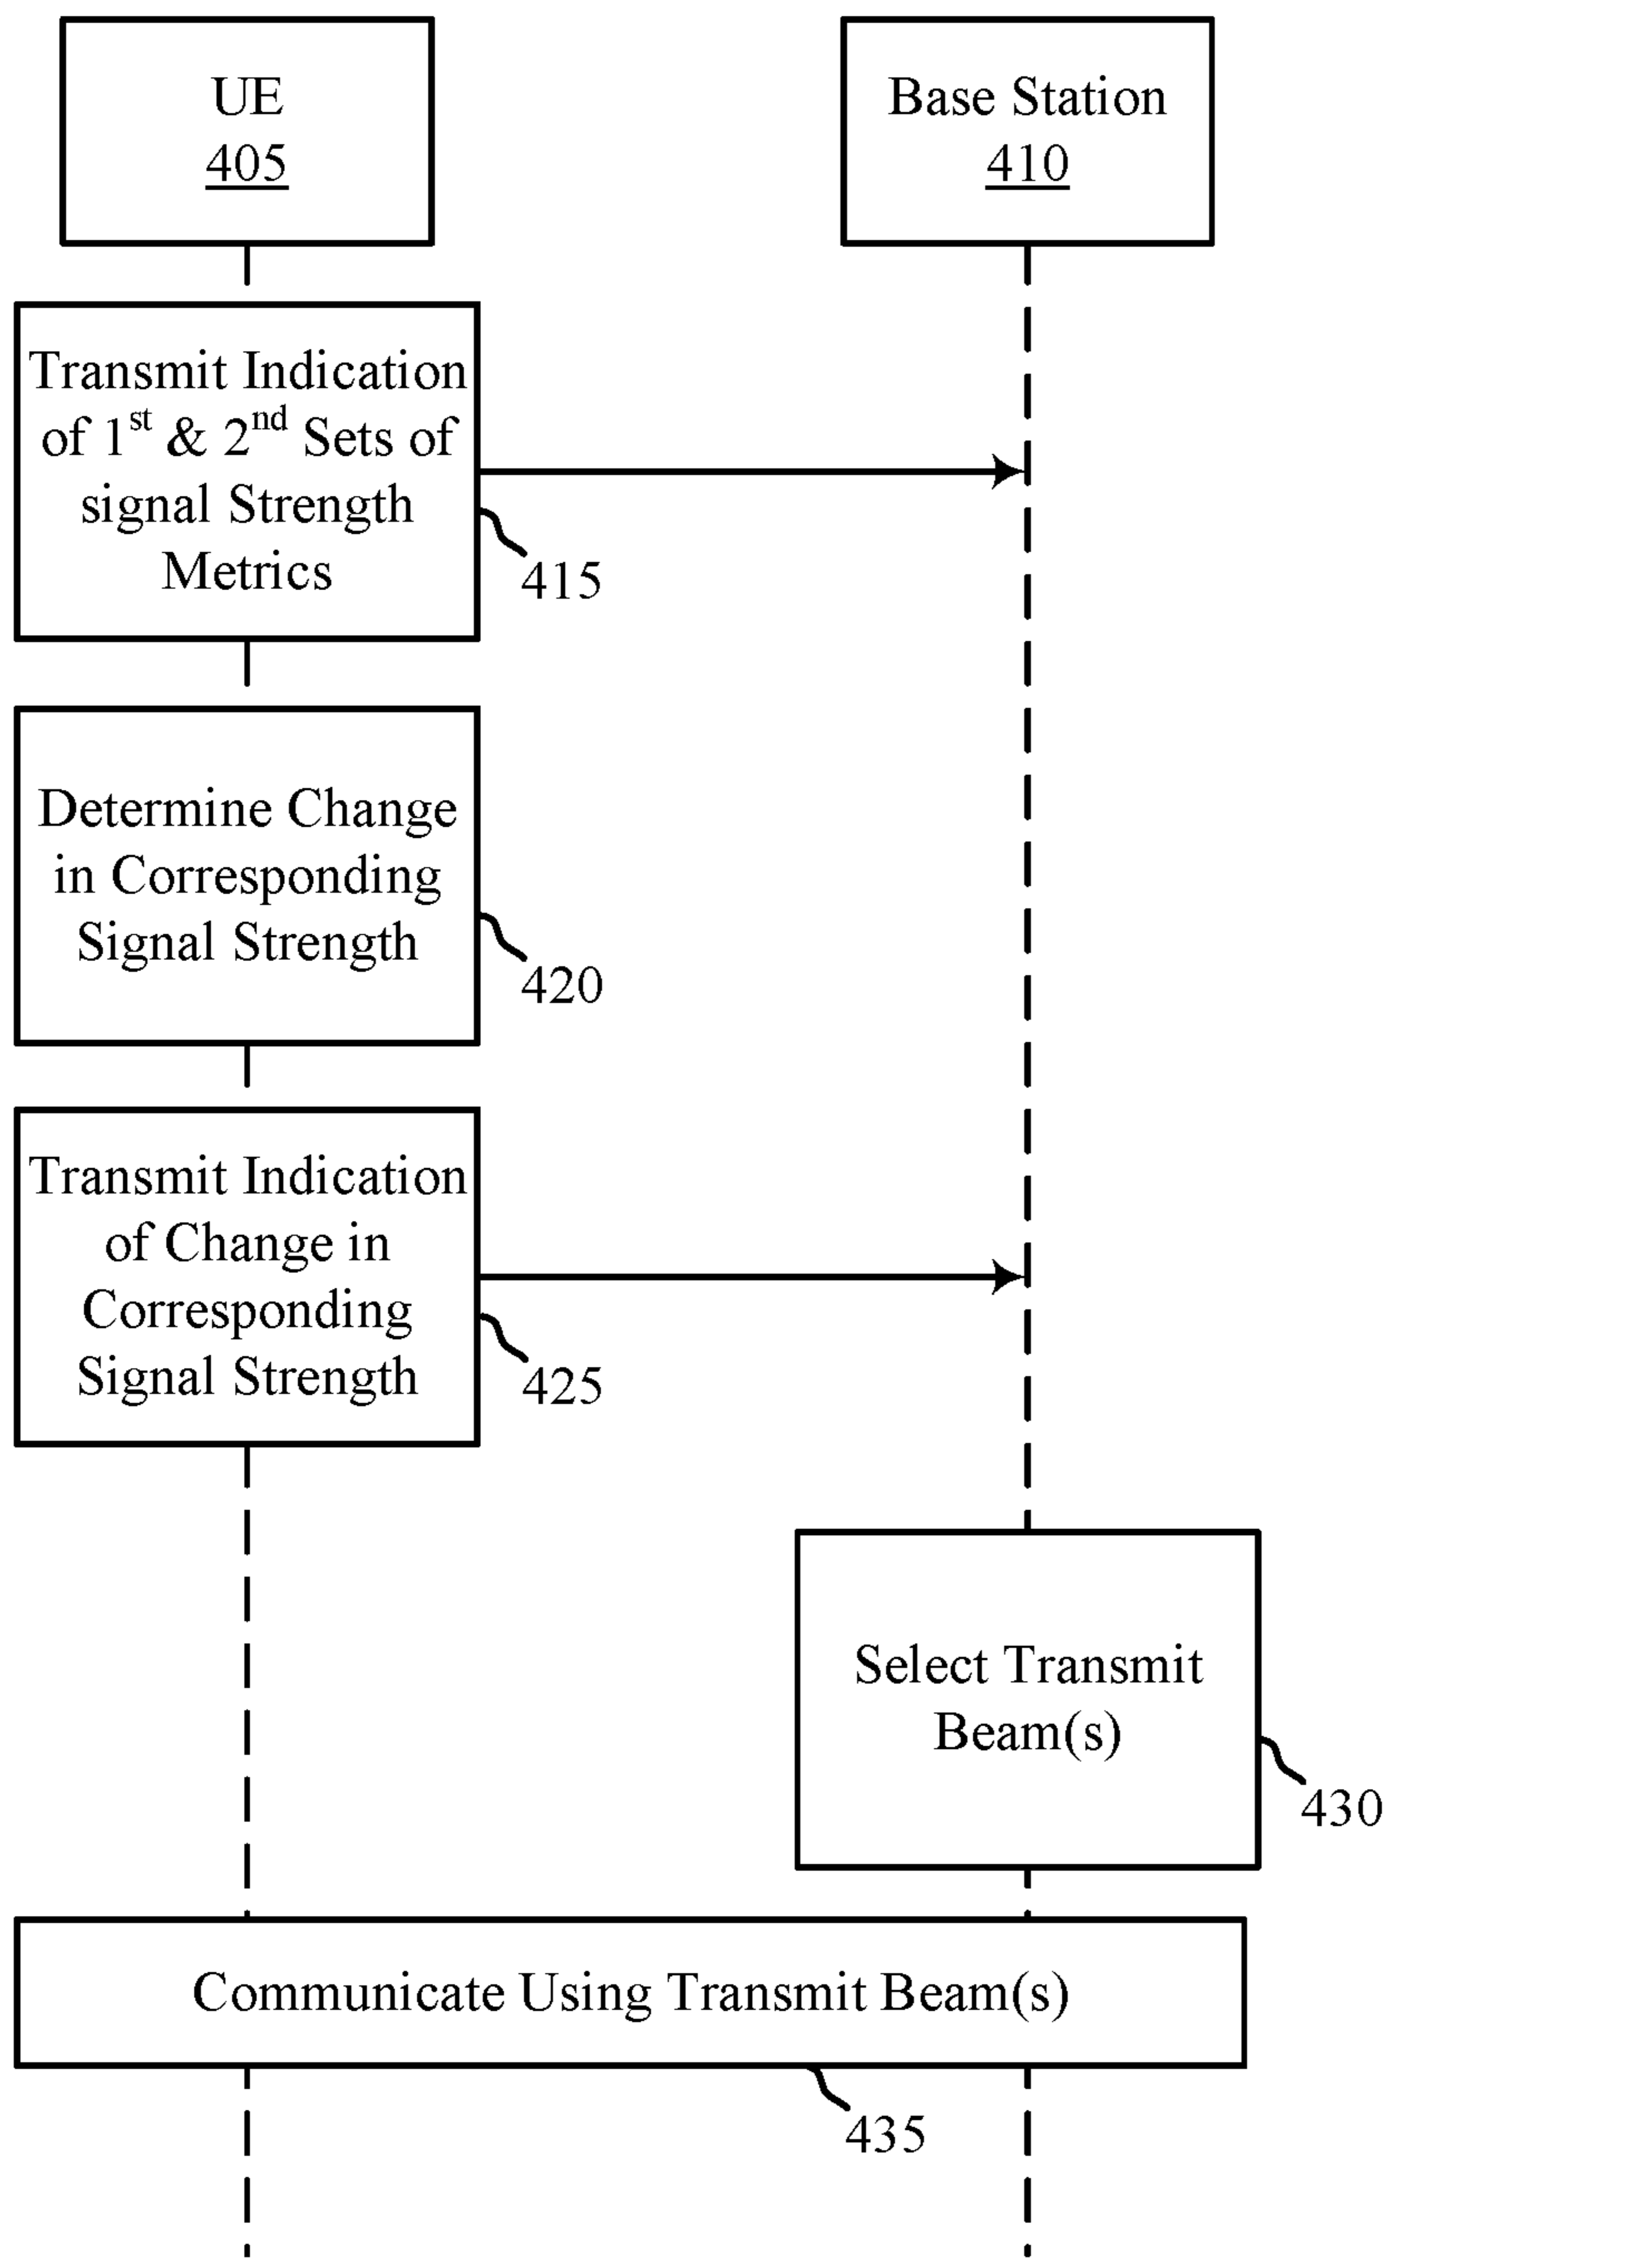 UE
405
Base Station
410
Transmit Indication
of 1st & 2nd Sets of
signal Strength
Metrics
415
Determine Change
in Corresponding
Signal Strength
420
Transmit Indication
of Change in
Corresponding
Signal Strength
425
Select Transmit
Beam(s)
430
Communicate Using Transmit Beam(s)
435